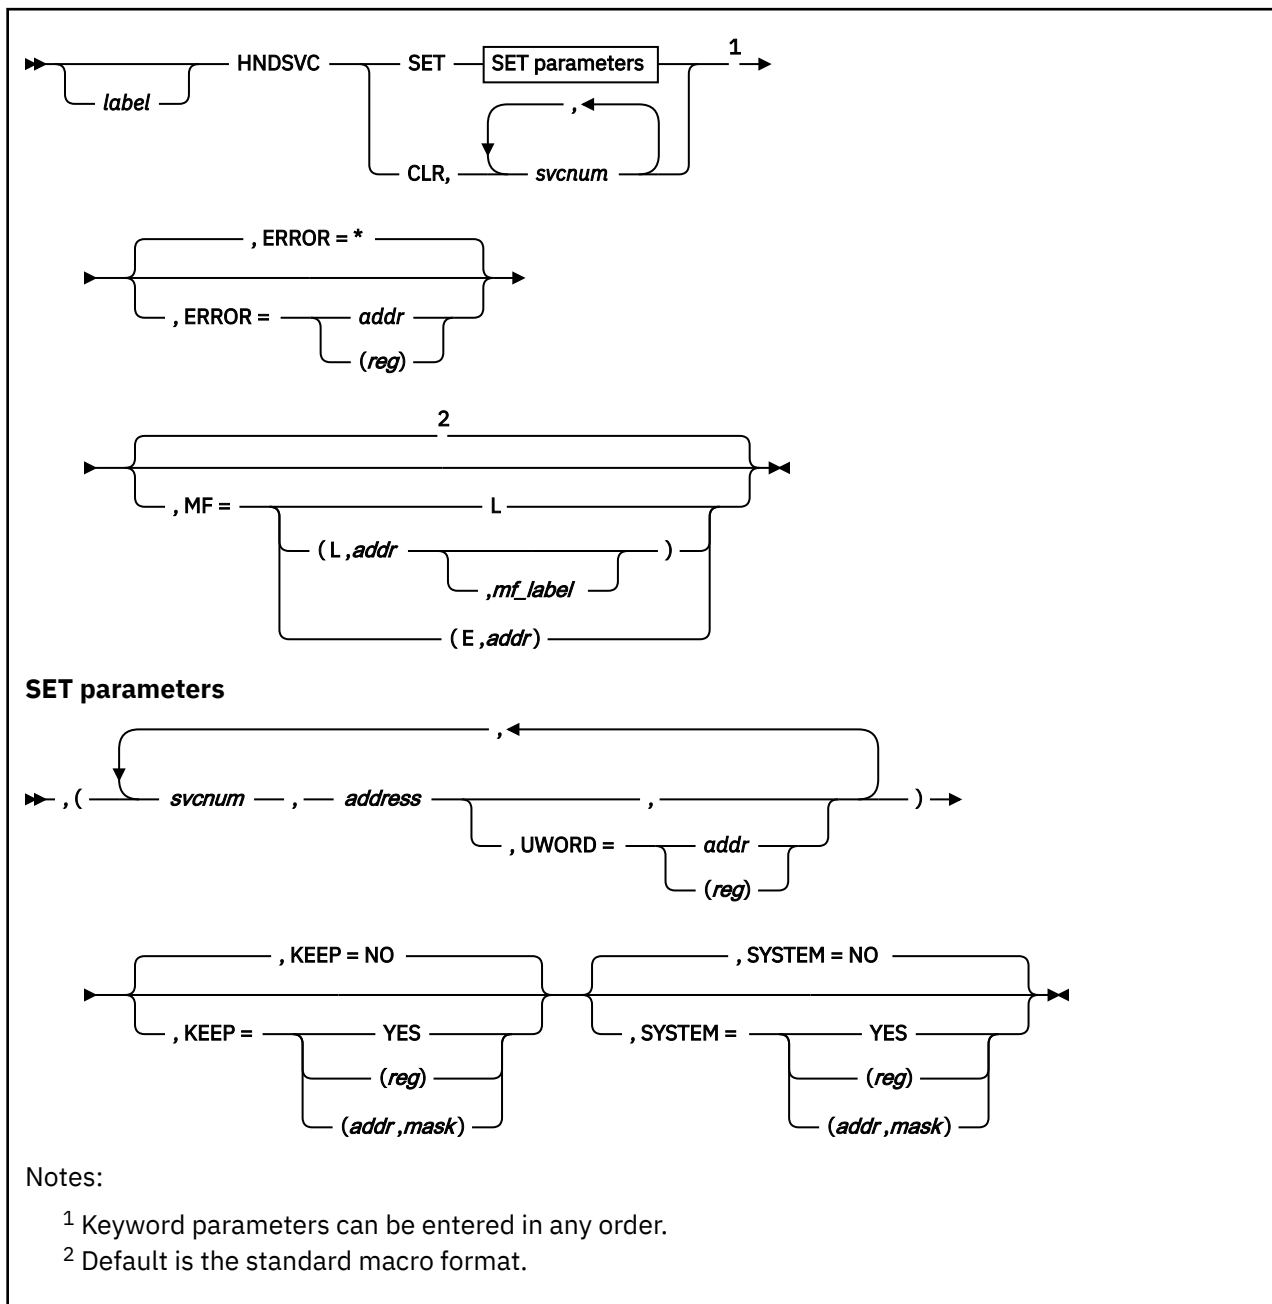 1
label HNDSVC SET SET parameters
,
CLR, svcnum
, ERROR = *
, ERROR = addr
(reg)
2
, MF = L
( L ,addr )
,mf_label
( E ,addr )
SET parameters
,
, ( svcnum , address , )
, UWORD = addr
(reg)
, KEEP = NO , SYSTEM = NO
, KEEP = YES , SYSTEM = YES
(reg) (reg)
(addr ,mask) (addr ,mask)
Notes:
1 Keyword parameters can be entered in any order.
2 Default is the standard macro format.